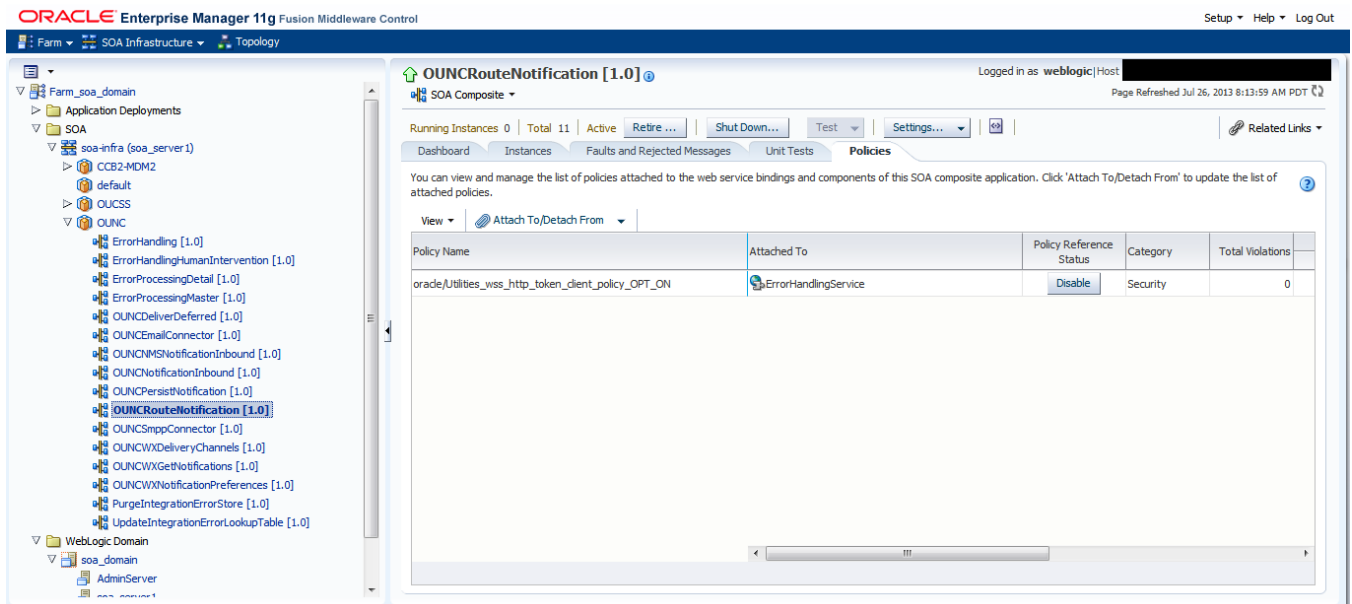 ORACLE Enterprise Manager 11g Fusion Middleware Control
Setup Help Log Out
Farm SOA Infrastructure Topology
Farm_soa_domain
Application Deployments
SOA
soa-infra (soa_server1)
CCB2-MDM2
default
OUCSS
OUNC
ErrorHandling [1.0]
ErrorHandlingHumanIntervention [1.0]
ErrorProcessingDetail [1.0]
ErrorProcessingMaster [1.0]
OUNCDeliverDeferred [1.0]
OUNCEmailConnector [1.0]
OUNCNMSNotificationInbound [1.0]
OUNCNotificationInbound [1.0]
OUNCPersistNotification [1.0]
OUNCRouteNotification [1.0]
OUNCSmppConnector [1.0]
OUNCWXDeliveryChannels [1.0]
OUNCWXGetNotifications [1.0]
OUNCWXNotificationPreferences [1.0]
PurgeIntegrationErrorStore [1.0]
UpdateIntegrationErrorLookupTable [1.0]
WebLogic Domain
soa_domain
AdminServer
soa_server1
OUNCRouteNotification [1.0]
Logged in as weblogic|Host
SOA Composite
Page Refreshed Jul 26, 2013 8:13:59 AM PDT
Running Instances 0 Total 11 Active Retire ... Shut Down... Test Settings... Related Links
Dashboard Instances Faults and Rejected Messages Unit Tests Policies
You can view and manage the list of policies attached to the web service bindings and components of this SOA composite application. Click 'Attach To/Detach From' to update the list of
attached policies.
View Attach To/Detach From
Policy Name Attached To Policy Reference Status Category Total Violations
oracle/Utilities_wss_http_token_client_policy_OPT_ON ErrorHandlingService Disable Security 0